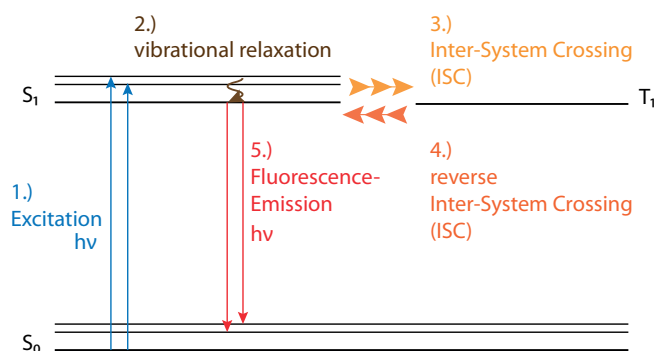 2.)
vibrational relaxation
3.)
Inter-System Crossing
(ISC)
S1
T1
1.)
Excitation
hν
5.)
Fluorescence-
Emission
hν
4.)
reverse
Inter-System Crossing
(ISC)
S0